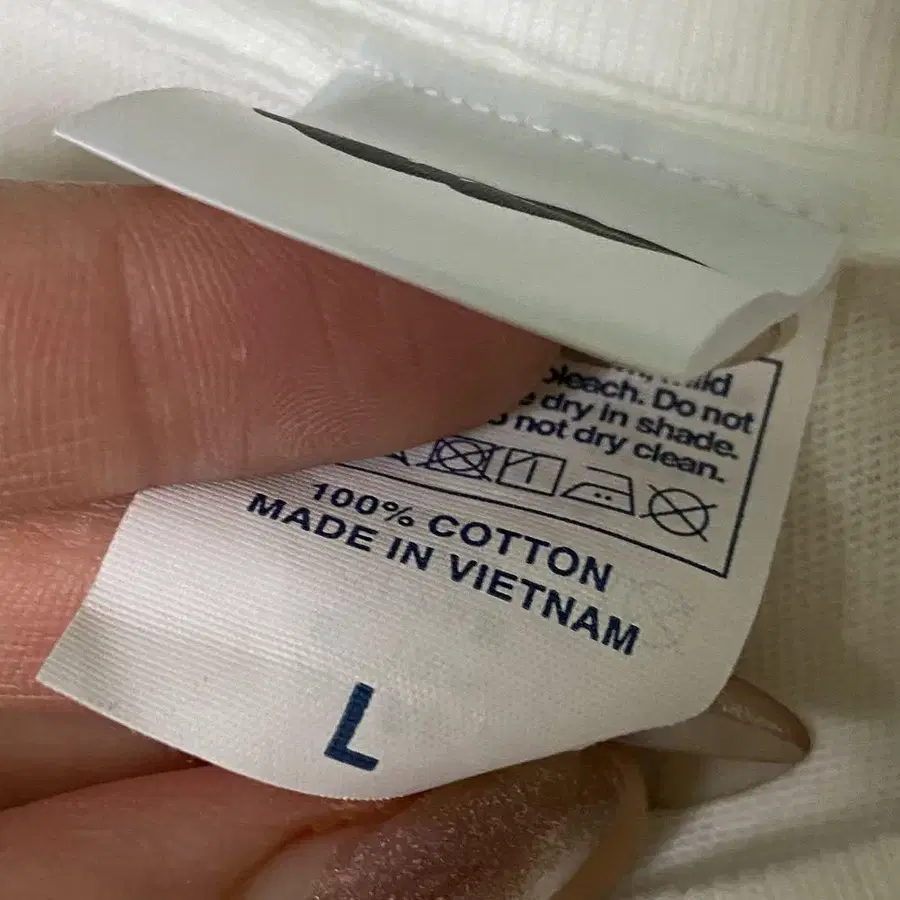 bleach. Do not
dry in shade.
not dry clean.
100% COTTON
MADE IN VIETNAM
L